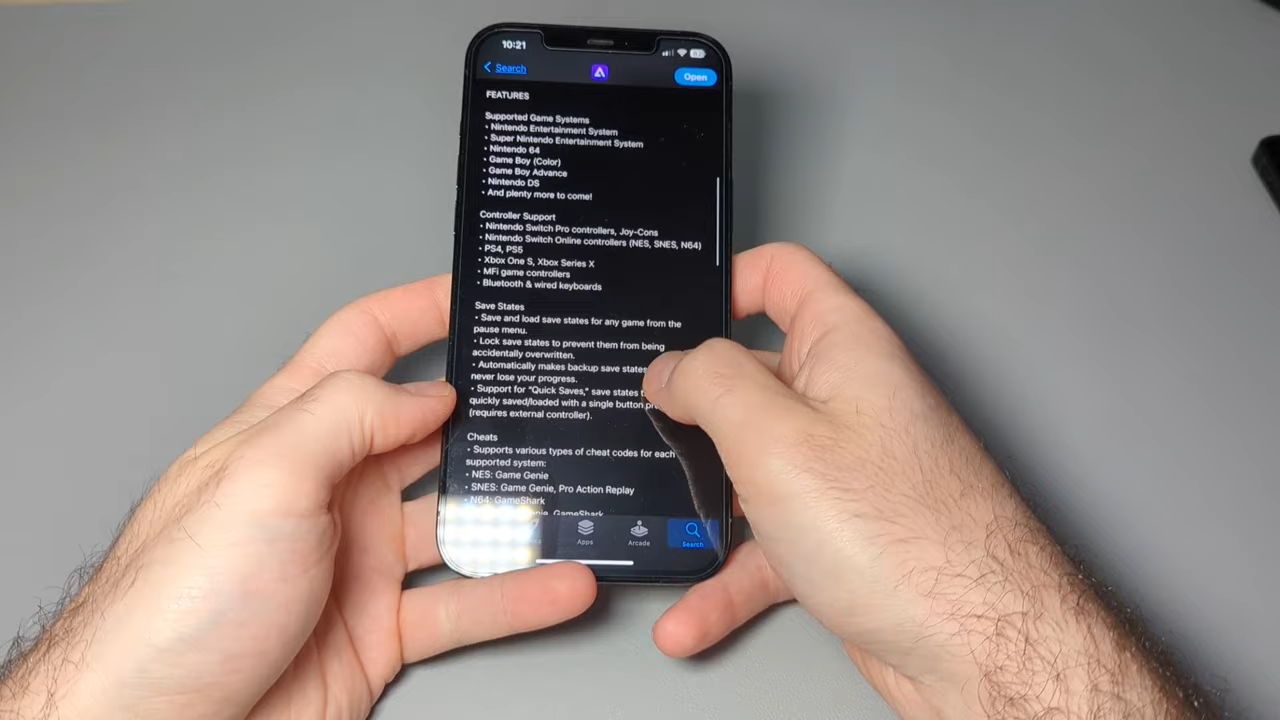 10:21
Search
Open
FEATURES
Supported Game Systems
• Nintendo Entertainment System
• Super Nintendo Entertainment System
• Nintendo 64
• Game Boy (Color)
• Game Boy Advance
• Nintendo DS
• And plenty more to come!
Controller Support
• Nintendo Switch Pro controllers, Joy-Cons
• Nintendo Switch Online controllers (NES, SNES, N64)
• PS4, PS5
• Xbox One S, Xbox Series X
• MFi game controllers
• Bluetooth & wired keyboards
Save States
• Save and load save states for any game from the
pause menu.
• Lock save states to prevent them from being
accidentally overwritten.
• Automatically makes backup save states
never lose your progress.
• Support for "Quick Saves," save states
quickly saved/loaded with a single button
(requires external controller).
Cheats
• Supports various types of cheat codes for each
supported system:
• NES: Game Genie
• SNES: Game Genie, Pro Action Replay
• N64: GameShark
GameShark
Apps
Arcade
Search